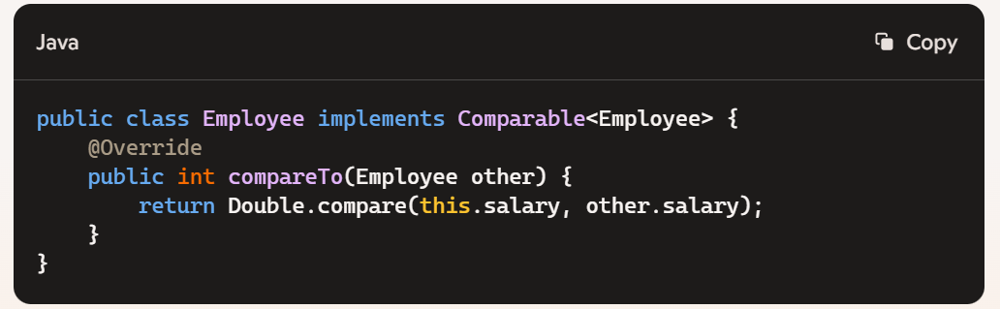 Java
Copy
public class Employee implements Comparable<Employee> {
    @Override
    public int compareTo(Employee other) {
        return Double.compare(this.salary, other.salary);
    }
}